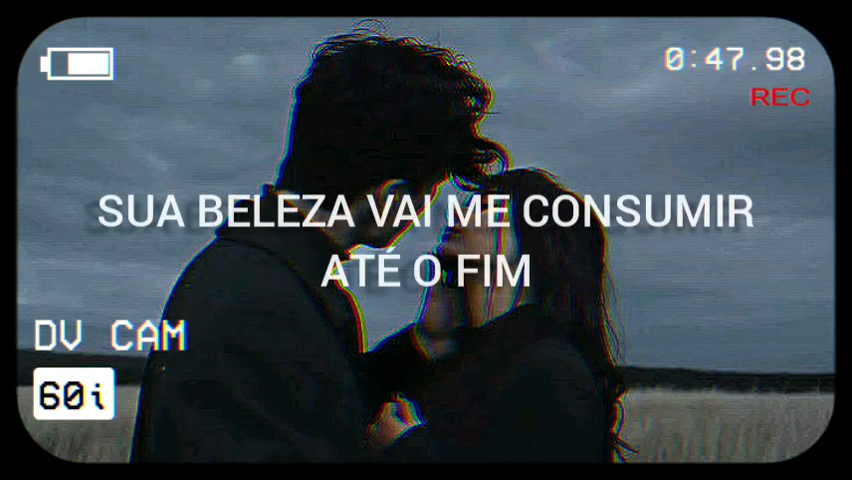 0:47.98
REC
SUA BELEZA VAI ME CONSUMIR
ATÉ O FIM
DV CAM
60i